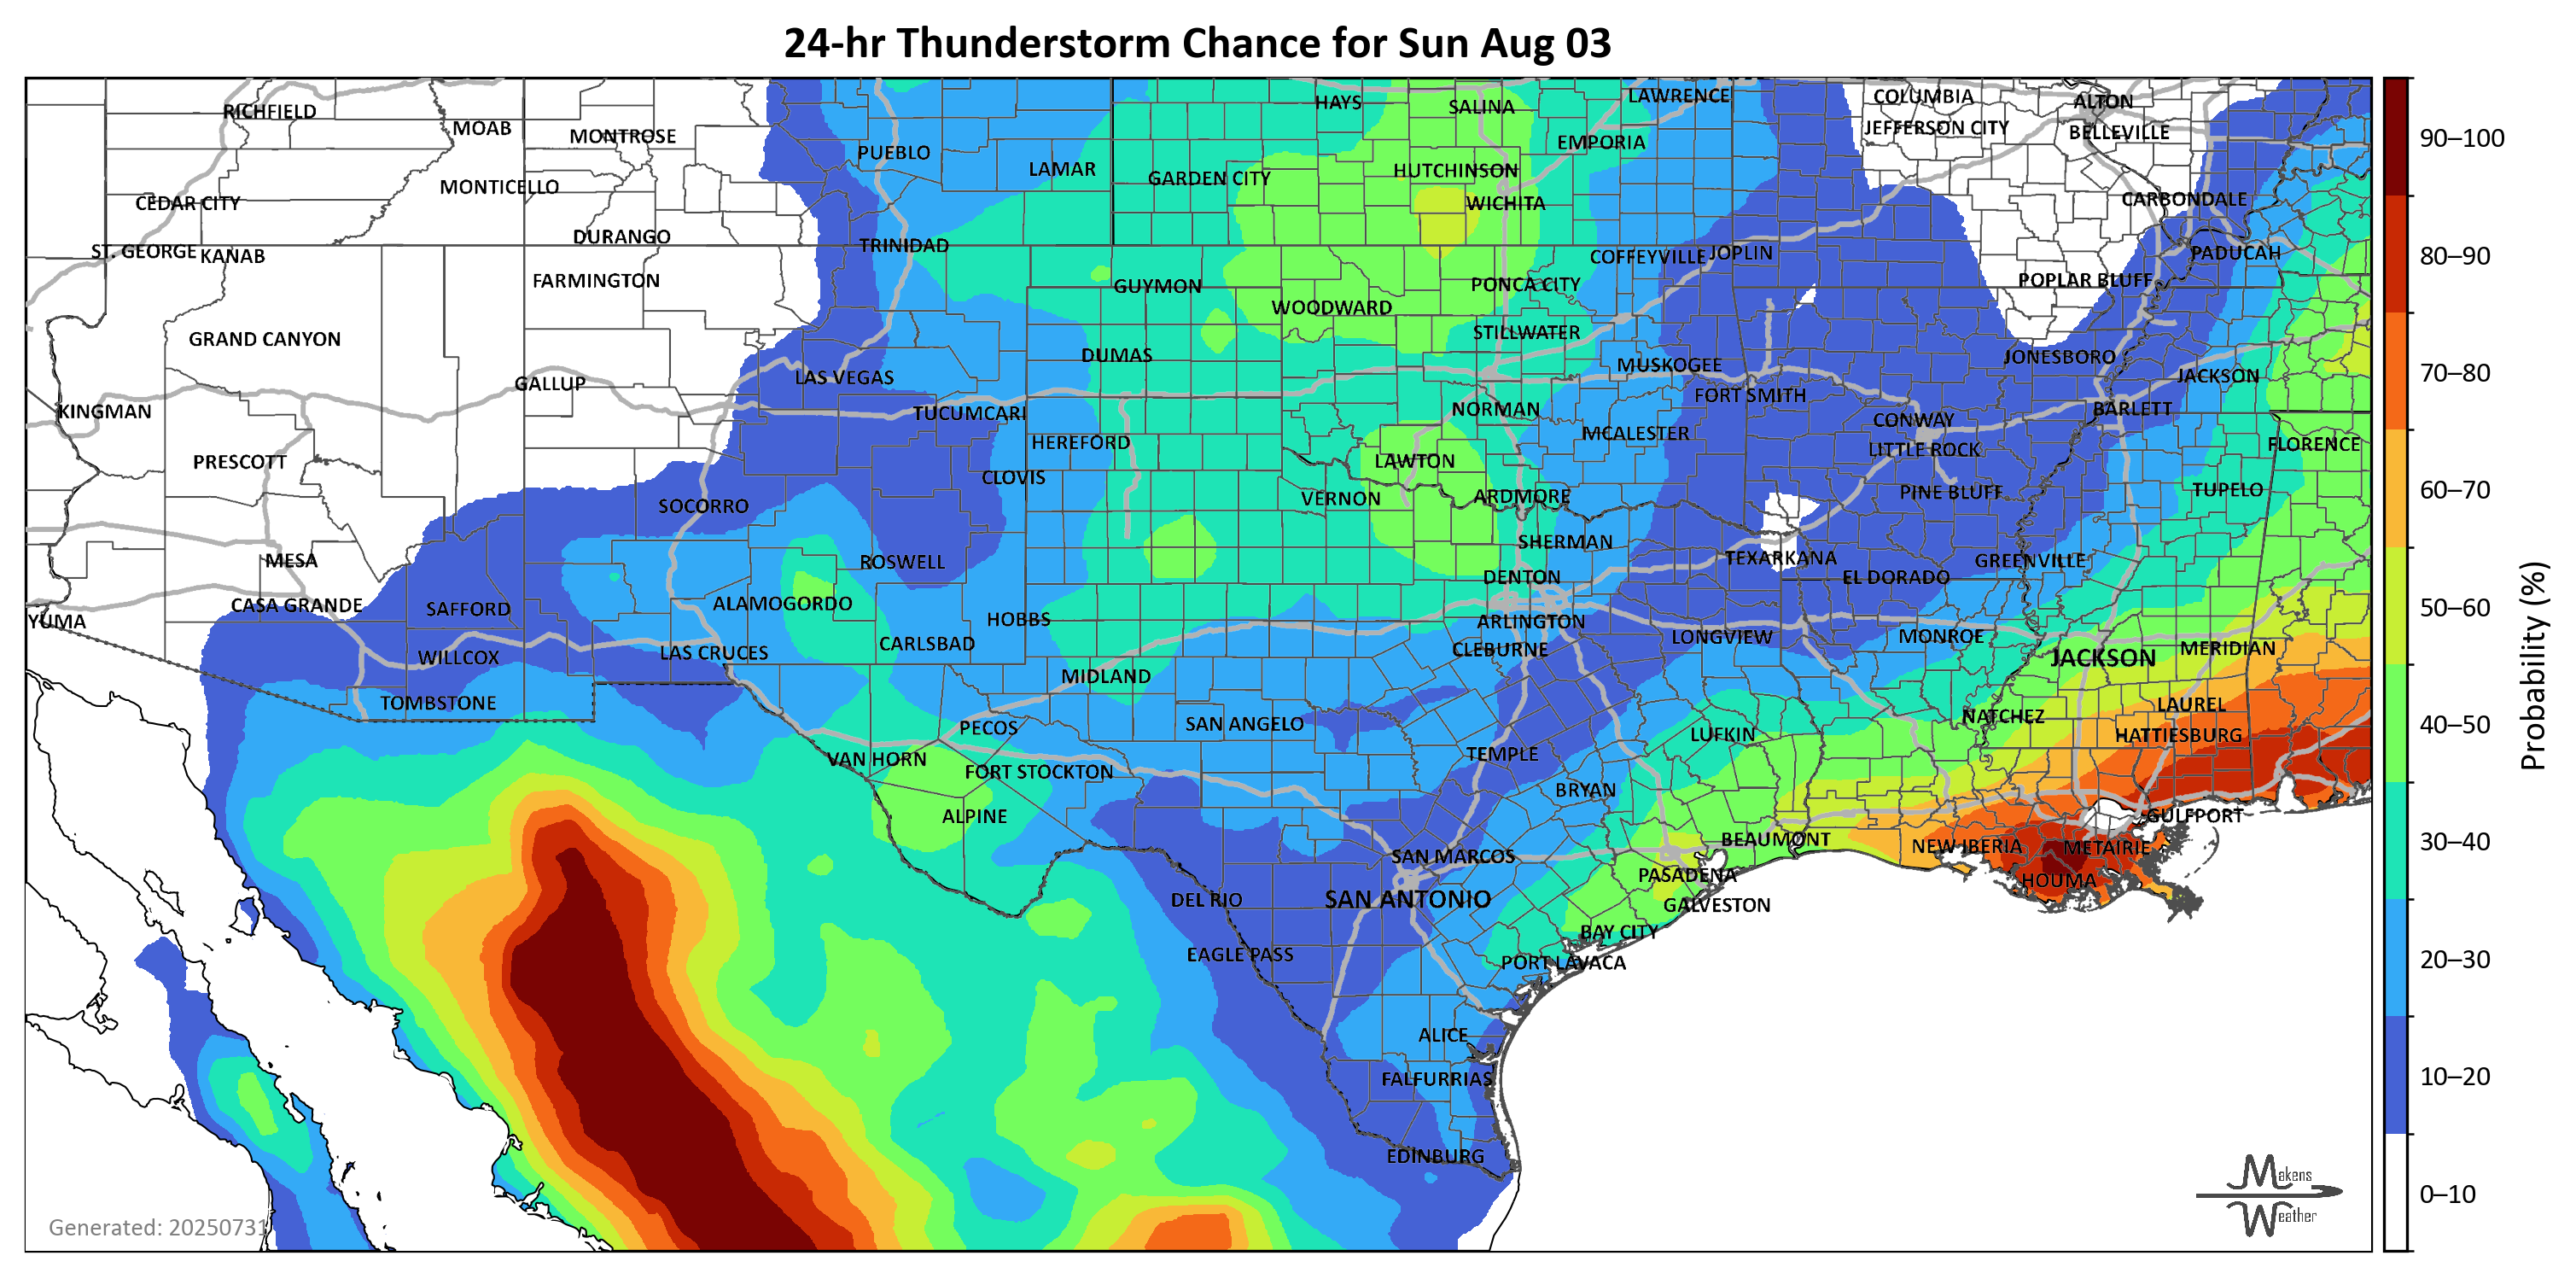 24-hr Thunderstorm Chance for Sun Aug 03
RICHFIELD
MOAB
MONTROSE
PUEBLO
LAMAR
HAYS
SALINA
LAWRENCE
EMPORIA
COLUMBIA
JEFFERSON CITY
ALTON
BELLEVILLE
MONTICELLO
CEDAR CITY
GARDEN CITY
HUTCHINSON
WICHITA
CARBONDALE
ST. GEORGE
KANAB
DURANGO
TRINIDAD
COFFEYVILLE
JOPLIN
PADUCAH
FARMINGTON
GUYMON
WOODWARD
PONCA CITY
POPLAR BLUFF
GRAND CANYON
DUMAS
STILLWATER
MUSKOGEE
JONESBORO
JACKSON
GALLUP
LAS VEGAS
KINGMAN
TUCUMCARI
NORMAN
FORT SMITH
BARLETT
HEREFORD
MCALESTER
CONWAY
LITTLE ROCK
FLORENCE
PRESCOTT
CLOVIS
LAWTON
SOCORRO
VERNON
ARDMORE
PINE BLUFF
TUPELO
MESA
ROSWELL
SHERMAN
TEXARKANA
GREENVILLE
CASA GRANDE
SAFFORD
ALAMOGORDO
DENTON
EL DORADO
YUMA
HOBBS
ARLINGTON
CLEBURNE
LONGVIEW
MONROE
WILLCOX
LAS CRUCES
CARLSBAD
JACKSON
MERIDIAN
TOMBSTONE
MIDLAND
LAUREL
PECOS
SAN ANGELO
NATCHEZ
HATTIESBURG
VAN HORN
FORT STOCKTON
TEMPLE
LUFKIN
ALPINE
BRYAN
GULFPORT
SAN MARCOS
BEAUMONT
NEW IBERIA
METAIRIE
PASADENA
HOUMA
DEL RIO
SAN ANTONIO
GALVESTON
EAGLE PASS
BAY CITY
PORT LAVACA
ALICE
FALFURRIAS
EDINBURG
Generated: 20250731
Makens
Weather
90–100
80–90
70–80
60–70
50–60
40–50
30–40
20–30
10–20
0–10
Probability (%)